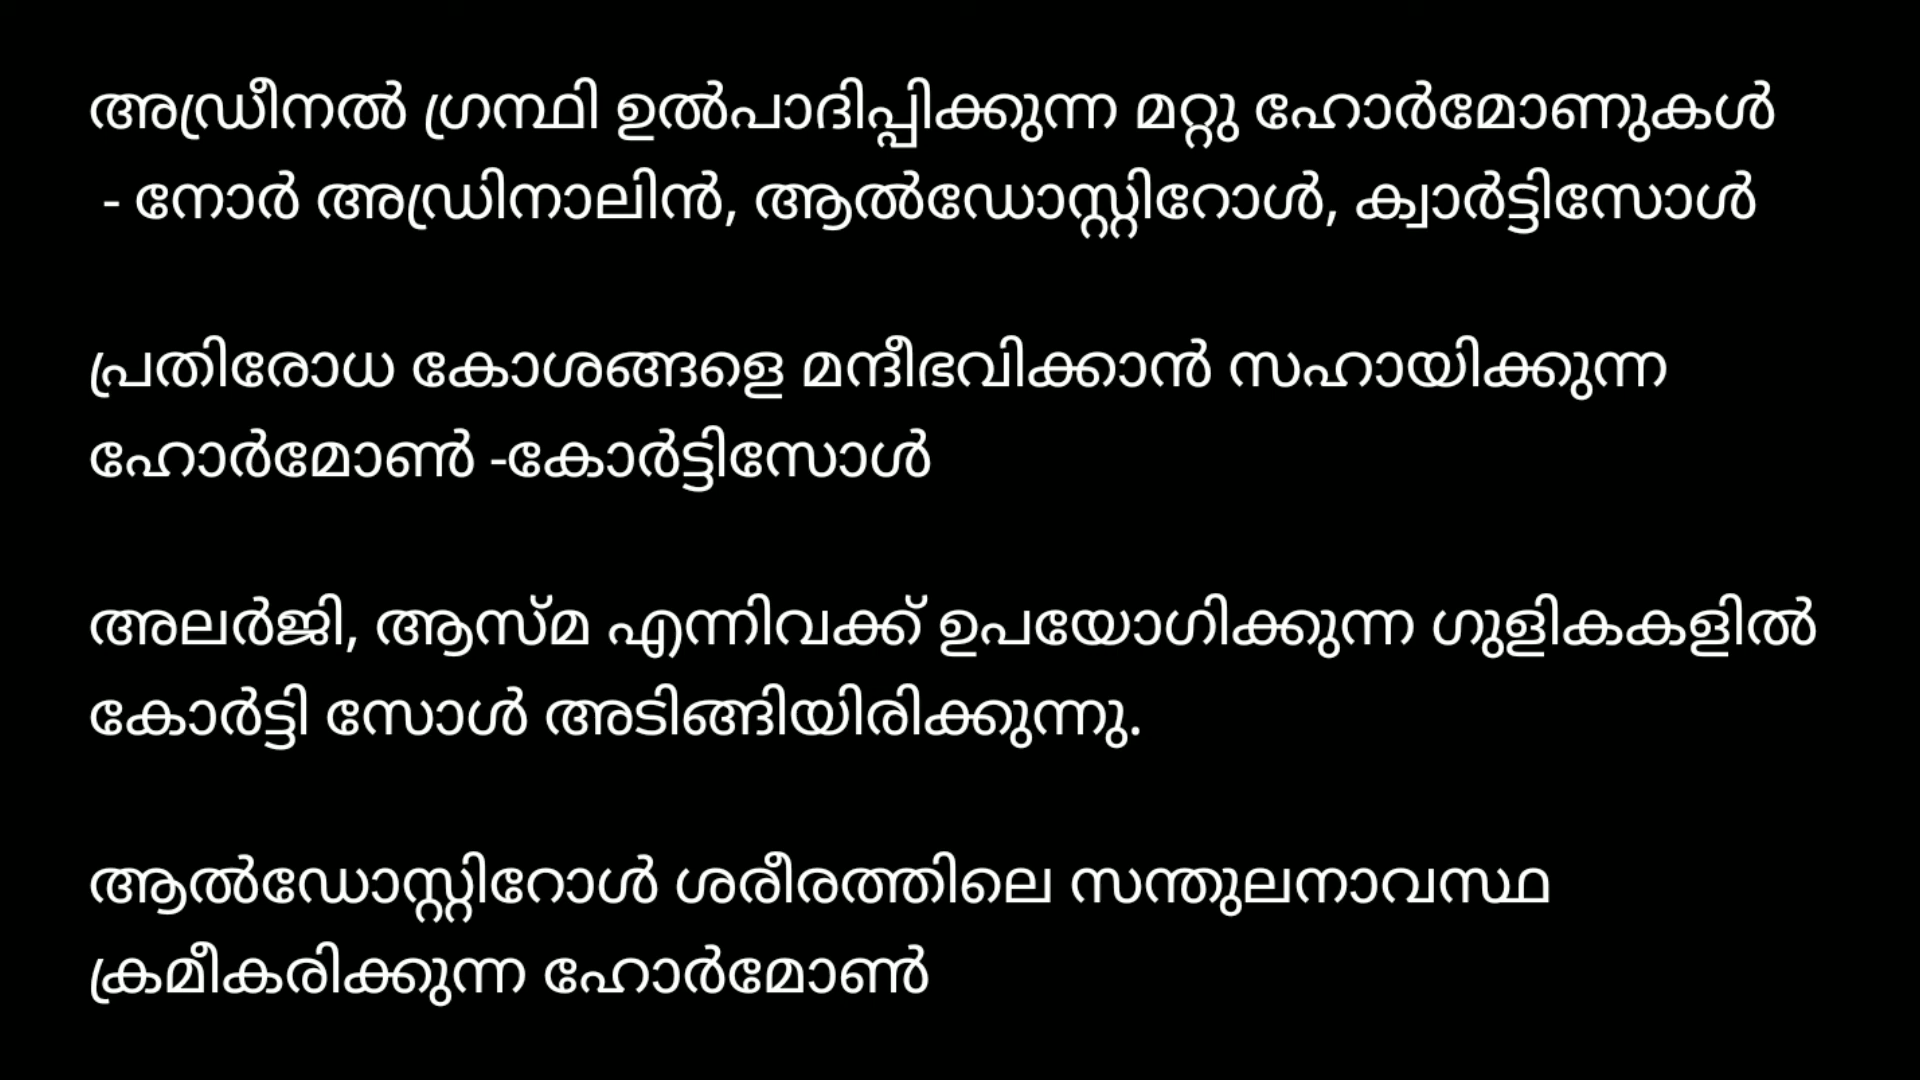 അഡ്രീനൽ ഗ്രന്ഥി ഉൽപാദിപ്പിക്കുന്ന മറ്റു ഹോർമോണുകൾ
- നോർ അഡ്രിനാലിൻ, ആൽഡോസ്റ്റിറോൾ, ക്വാർട്ടിസോൾ
പ്രതിരോധ കോശങ്ങളെ മന്ദീഭവിക്കാൻ സഹായിക്കുന്ന
ഹോർമോൺ -കോർട്ടിസോൾ
അലർജി, ആസ്മ എന്നിവക്ക് ഉപയോഗിക്കുന്ന ഗുളികകളിൽ
കോർട്ടി സോൾ അടിങ്ങിയിരിക്കുന്നു.
ആൽഡോസ്റ്റിറോൾ ശരീരത്തിലെ സന്തുലനാവസ്ഥ
ക്രമീകരിക്കുന്ന ഹോർമോൺ